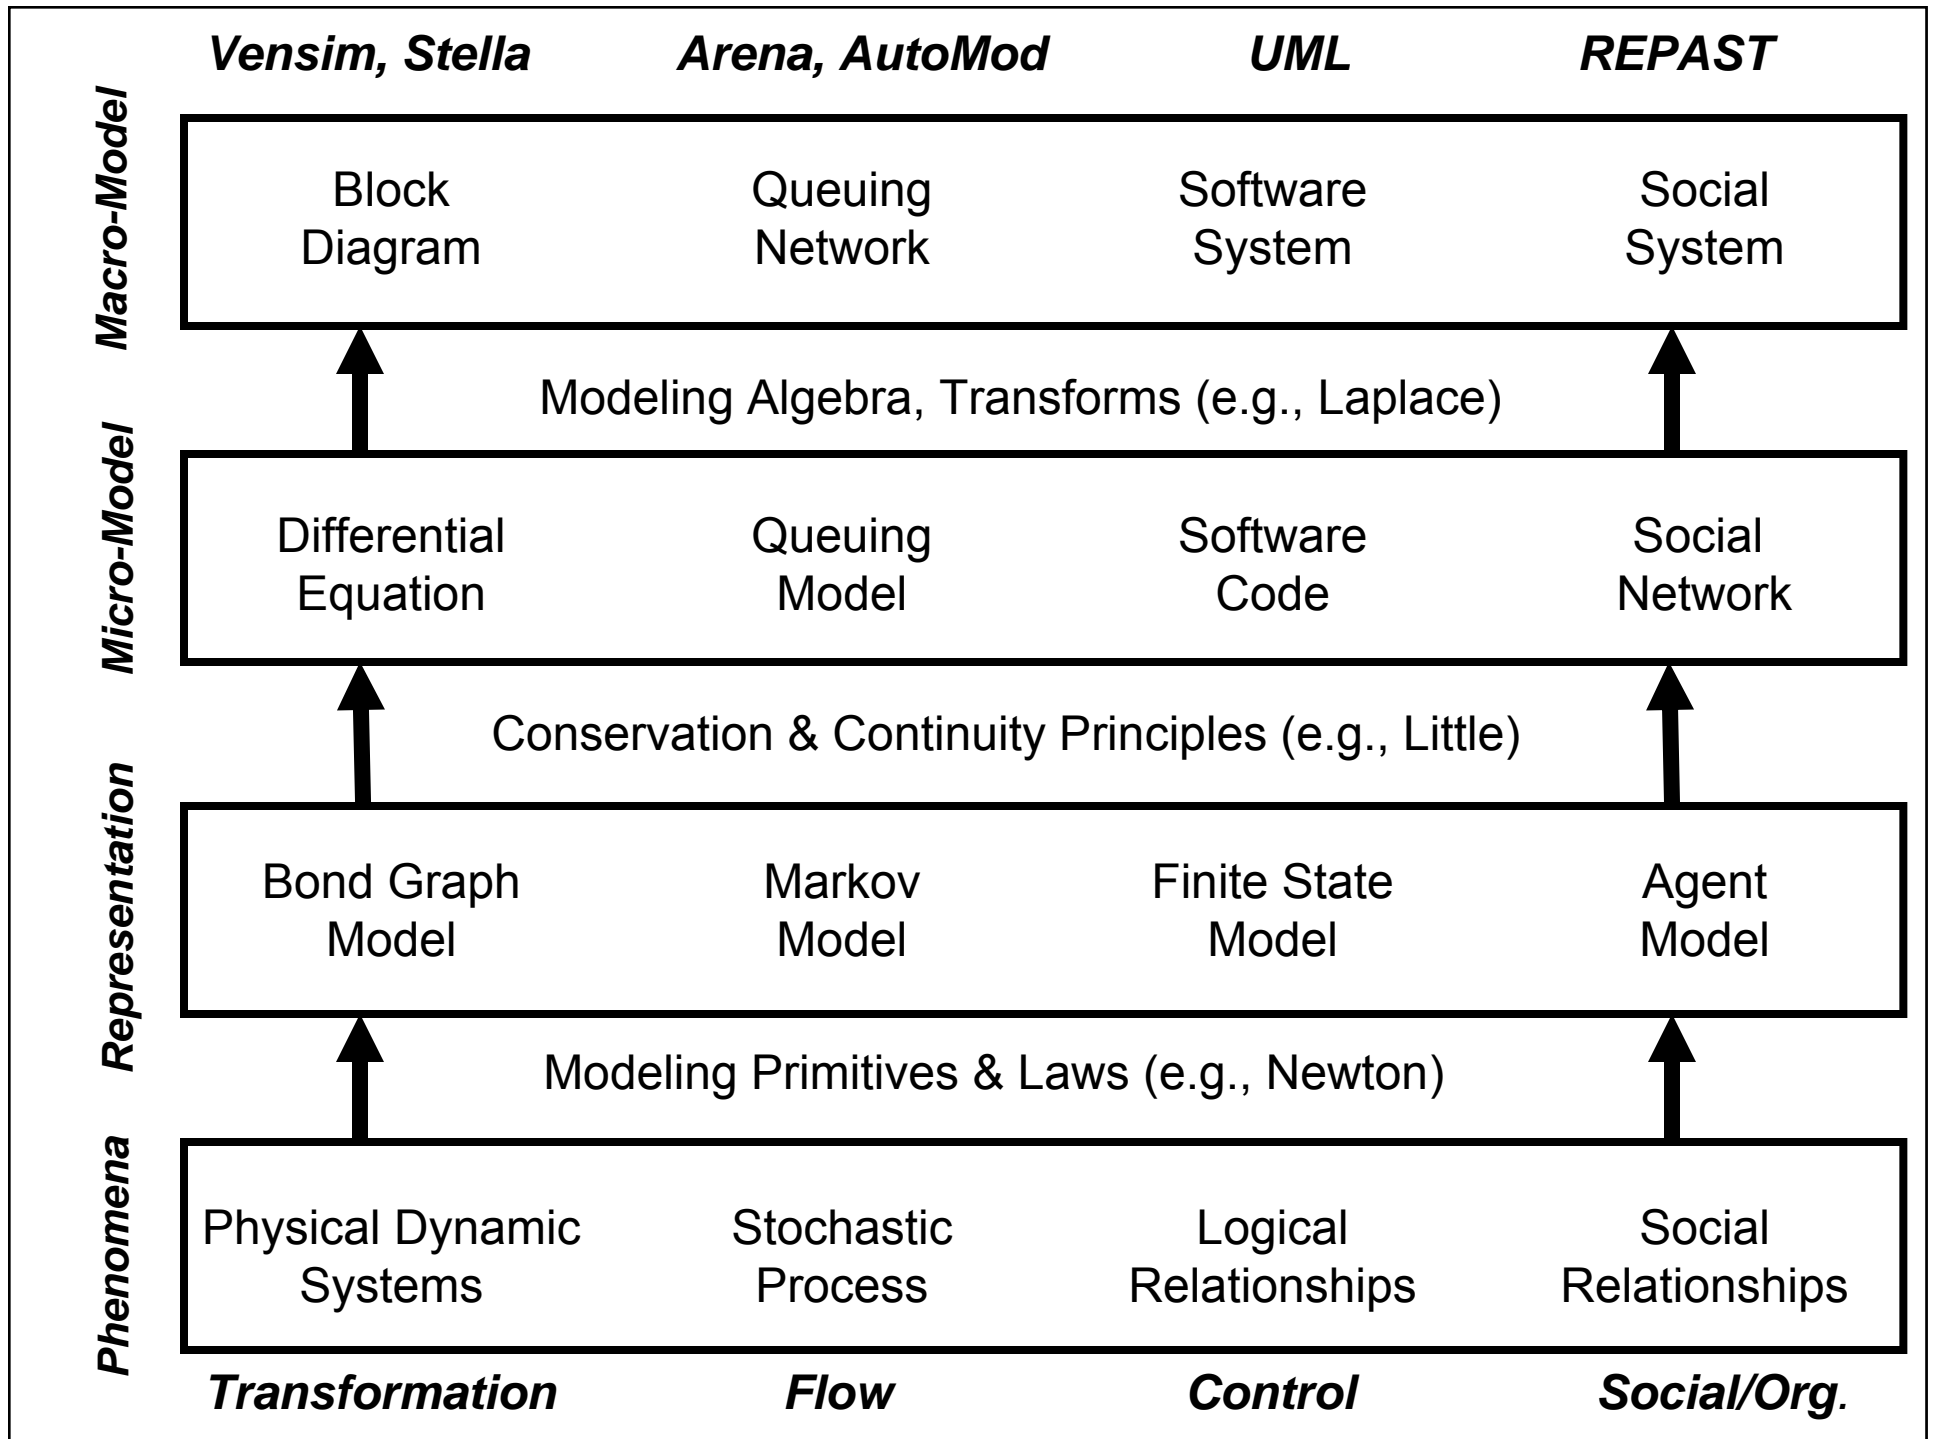 Vensim, Stella
Arena, AutoMod
UML
REPAST
Macro-Model
Block
Diagram
Queuing
Network
Software
System
Social
System
Modeling Algebra, Transforms (e.g., Laplace)
Micro-Model
Differential
Equation
Queuing
Model
Software
Code
Social
Network
Conservation & Continuity Principles (e.g., Little)
Representation
Bond Graph
Model
Markov
Model
Finite State
Model
Agent
Model
Modeling Primitives & Laws (e.g., Newton)
Phenomena
Physical Dynamic
Systems
Stochastic
Process
Logical
Relationships
Social
Relationships
Transformation
Flow
Control
Social/Org.